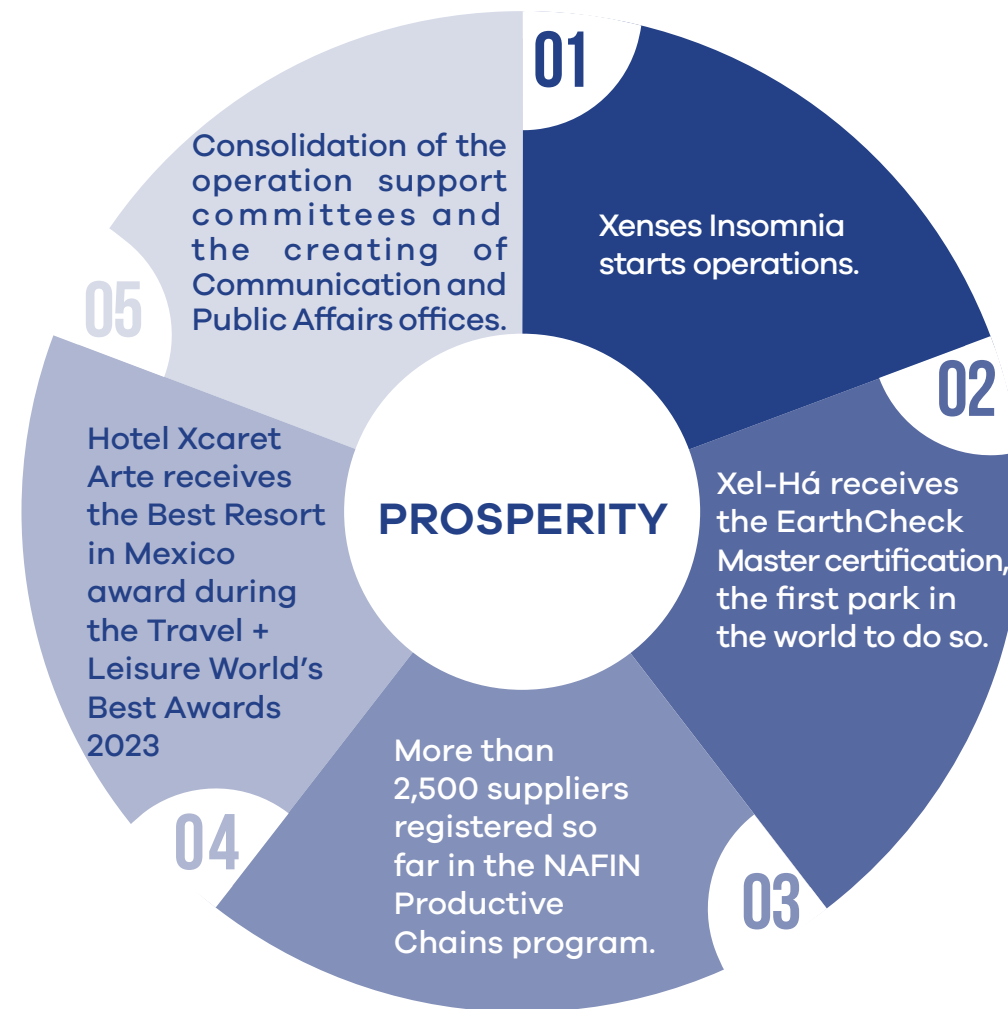 PROSPERITY
01
Xenses Insomnia
starts operations.
02
Xel-Há receives
the EarthCheck
Master certification,
the first park in
the world to do so.
03
More than
2,500 suppliers
registered so
far in the NAFIN
Productive
Chains program.
04
Hotel Xcaret
Arte receives
the Best Resort
in Mexico
award during
the Travel +
Leisure World's
Best Awards
2023
05
Consolidation of the
operation support
committees and
the creating of
Communication and
Public Affairs offices.